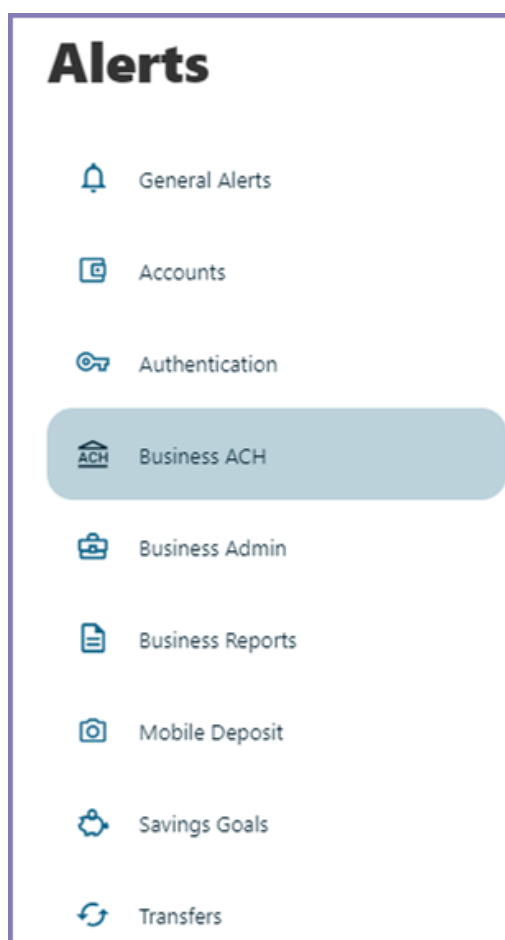 Alerts
General Alerts
Accounts
Authentication
ACH Business ACH
Business Admin
Business Reports
Mobile Deposit
Savings Goals
Transfers